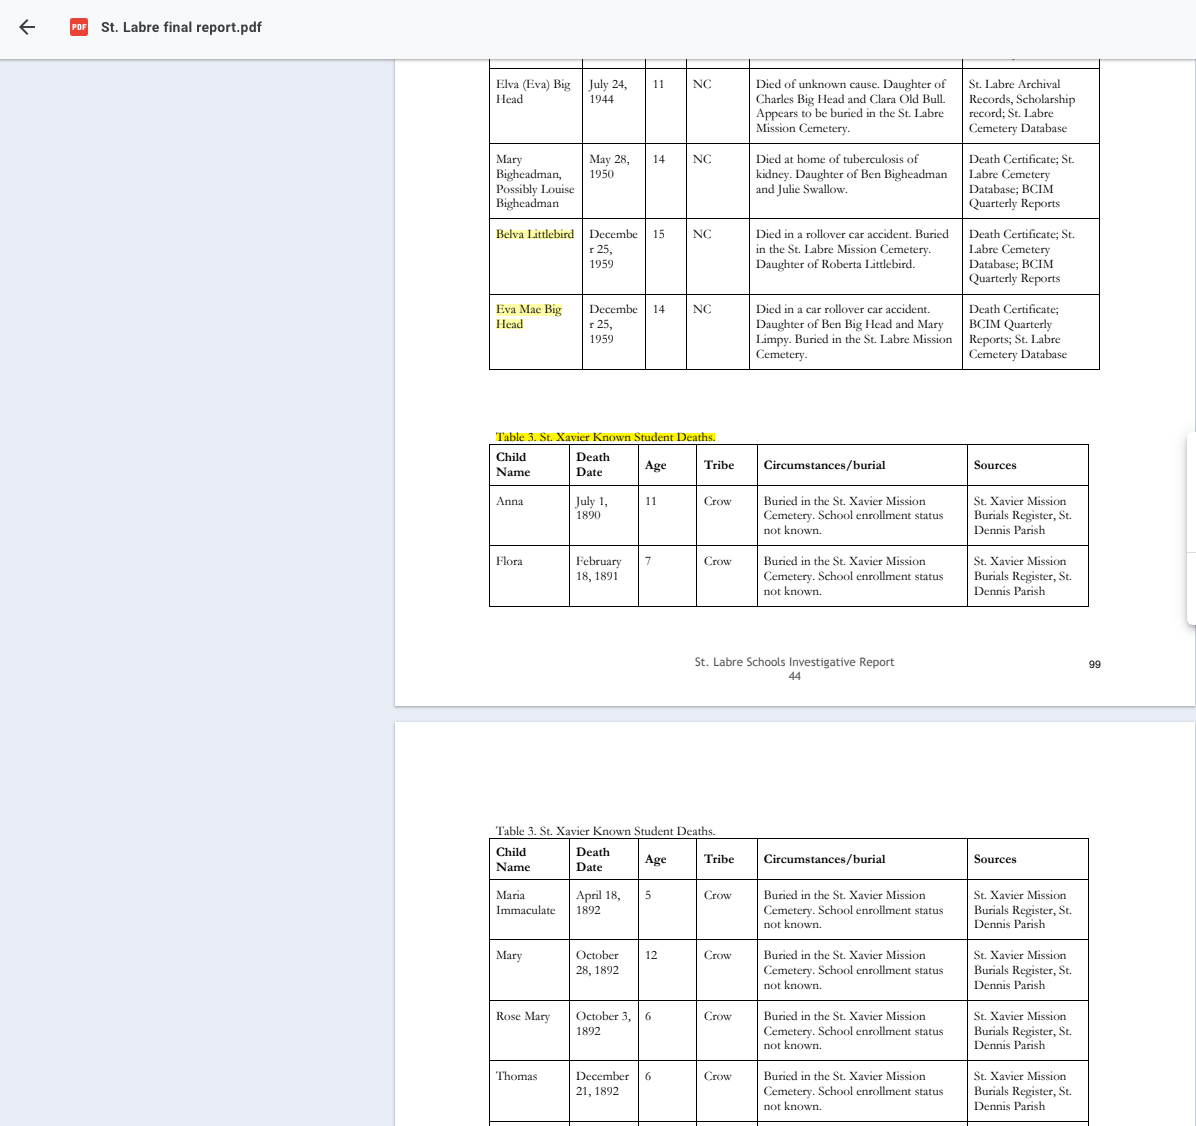 St. Labre final report.pdf
PDF
Elva (Eva) Big
Head
July 24,
1944
11
NC
Died of unknown cause. Daughter of
Charles Big Head and Clara Old Bull.
Appears to be buried in the St. Labre
Mission Cemetery.
St. Labre Archival
Records, Scholarship
record; St. Labre
Cemetery Database
Mary
Bigheadman,
Possibly Louise
Bigheadman
May 28,
1950
14
NC
Died at home of tuberculosis of
kidney. Daughter of Ben Bigheadman
and Julie Swallow.
Death Certificate; St.
Labre Cemetery
Database; BCIM
Quarterly Reports
Belva Littlebird
Decembe
r 25,
1959
15
NC
Died in a rollover car accident. Buried
in the St. Labre Mission Cemetery.
Daughter of Roberta Littlebird.
Death Certificate; St.
Labre Cemetery
Database; BCIM
Quarterly Reports
Eva Mae Big
Head
Decembe
r 25,
1959
14
NC
Died in a car rollover car accident.
Daughter of Ben Big Head and Mary
Limpy. Buried in the St. Labre Mission
Cemetery.
Death Certificate;
BCIM Quarterly
Reports; St. Labre
Cemetery Database
Table 3. St. Xavier Known Student Deaths.
Child
Name
Death
Date
Age
Tribe
Circumstances/burial
Sources
Anna
July 1,
1890
11
Crow
Buried in the St. Xavier Mission
Cemetery. School enrollment status
not known.
St. Xavier Mission
Burials Register, St.
Dennis Parish
Flora
February
18, 1891
7
Crow
Buried in the St. Xavier Mission
Cemetery. School enrollment status
not known.
St. Xavier Mission
Burials Register, St.
Dennis Parish
St. Labre Schools Investigative Report
44
99
Table 3. St. Xavier Known Student Deaths.
Child
Name
Death
Date
Age
Tribe
Circumstances/burial
Sources
Maria
Immaculate
April 18,
1892
5
Crow
Buried in the St. Xavier Mission
Cemetery. School enrollment status
not known.
St. Xavier Mission
Burials Register, St.
Dennis Parish
Mary
October
28, 1892
12
Crow
Buried in the St. Xavier Mission
Cemetery. School enrollment status
not known.
St. Xavier Mission
Burials Register, St.
Dennis Parish
Rose Mary
October 3,
1892
6
Crow
Buried in the St. Xavier Mission
Cemetery. School enrollment status
not known.
St. Xavier Mission
Burials Register, St.
Dennis Parish
Thomas
December
21, 1892
6
Crow
Buried in the St. Xavier Mission
Cemetery. School enrollment status
not known.
St. Xavier Mission
Burials Register, St.
Dennis Parish